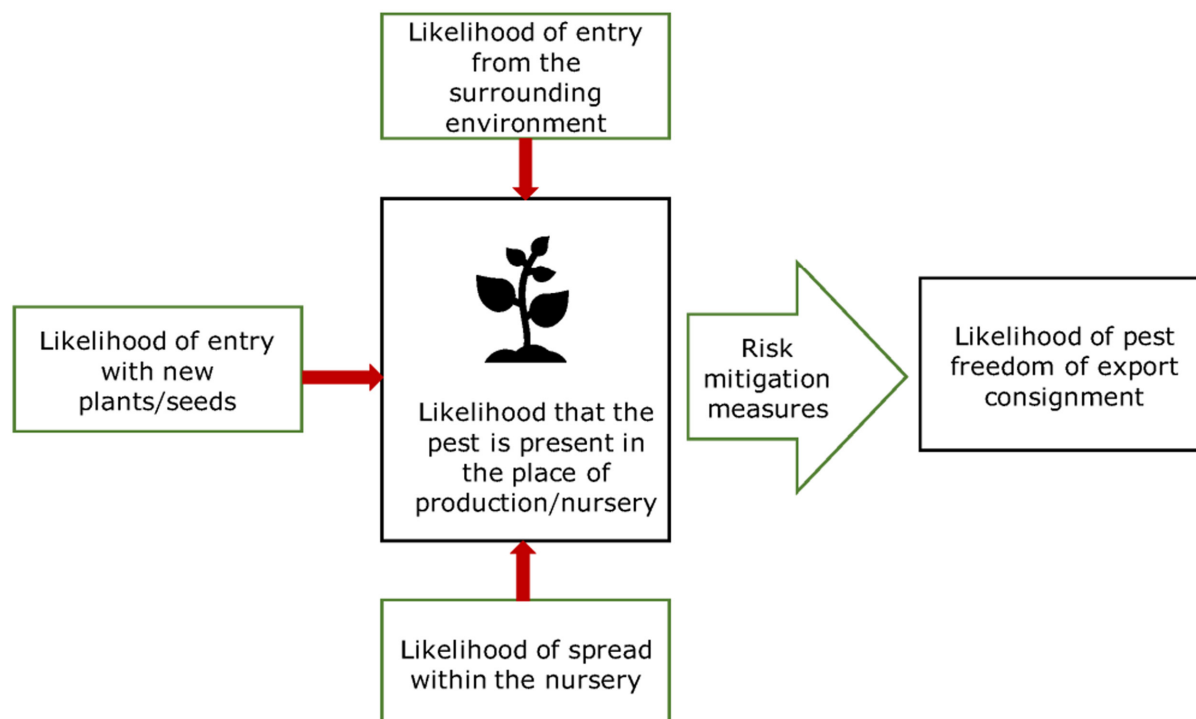 Likelihood of entry
from the
surrounding
environment
Likelihood of entry
with new
plants/seeds
Likelihood that the
pest is present in
the place of
production/nursery
Risk
mitigation
measures
Likelihood of pest
freedom of export
consignment
Likelihood of spread
within the nursery